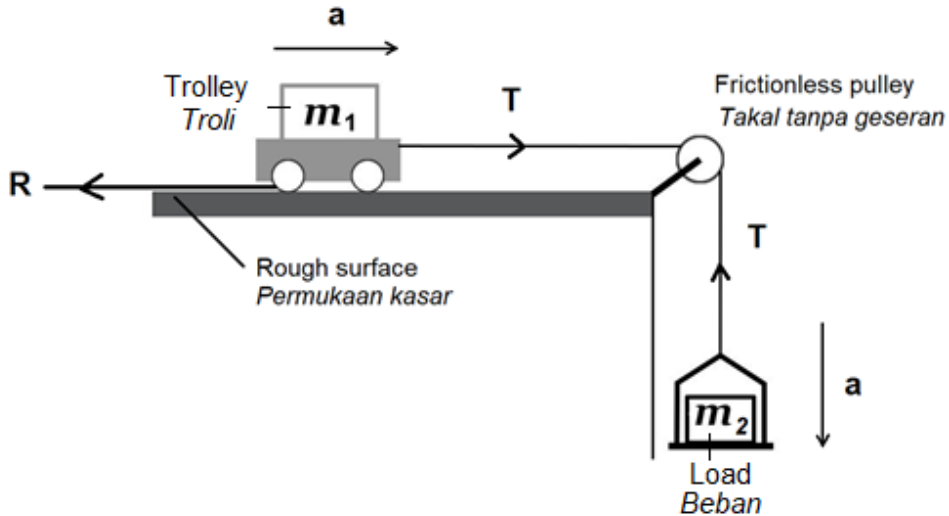 a
Trolley
Troli
m₁
T
Frictionless pulley
Takal tanpa geseran
R
Rough surface
Permukaan kasar
T
a
m₂
Load
Beban